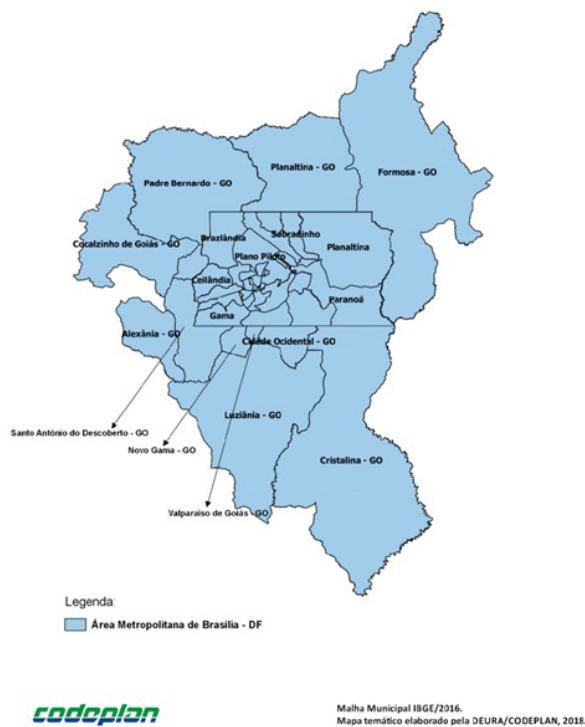 Planaltina - GO
Formosa - GO
Padre Bernardo - GO
Sobradinho
Brazlândia
Cocalzinho de Goiás - GO
Planaltina
Plano Piloto
Ceilândia
Paranoá
Gama
Alexânia - GO
Cidade Ocidental - GO
Luziânia - GO
Santo Antônio do Descoberto - GO
Novo Gama - GO
Cristalina - GO
Valparaíso de Goiás - GO
Legenda:
Área Metropolitana de Brasília - DF
codeplan
Malha Municipal IBGE/2016.
Mapa temático elaborado pela DEURA/CODEPLAN, 2018.